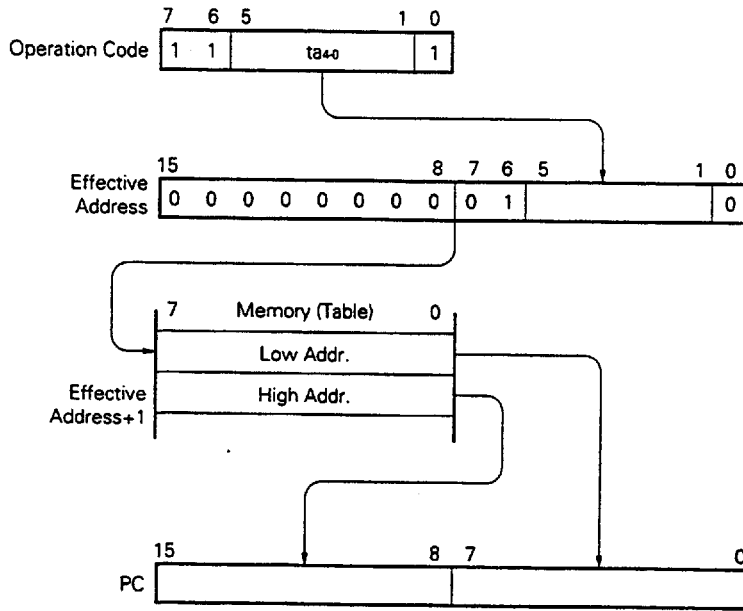 7 6 5 1 0
Operation Code 1 1 ta4-0 1
15 8 7 6 5 1 0
Effective Address 0 0 0 0 0 0 0 0 0 1 0
7 Memory (Table) 0
Low Addr.
High Addr.
Effective
Address+1
15 8 7 0
PC